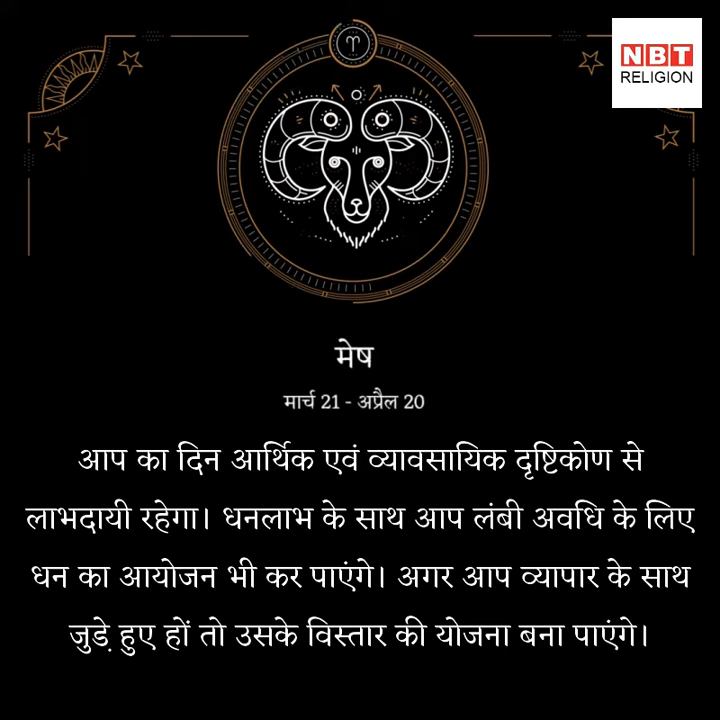 NBT
RELIGION
मेष
मार्च 21 - अप्रैल 20
आप का दिन आर्थिक एवं व्यावसायिक दृष्टिकोण से
लाभदायी रहेगा। धनलाभ के साथ आप लंबी अवधि के लिए
धन का आयोजन भी कर पाएंगे। अगर आप व्यापार के साथ
जुड़े हुए हों तो उसके विस्तार की योजना बना पाएंगे।